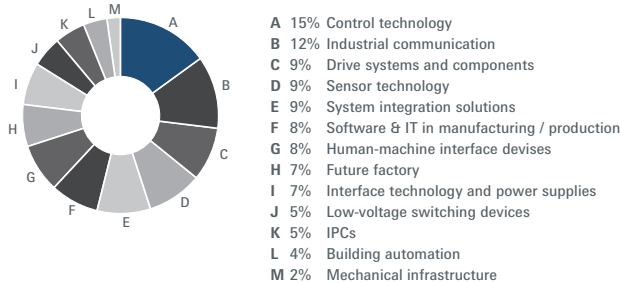 A
B
C
D
E
F
G
H
I
J
K
L
M
A 15% Control technology
B 12% Industrial communication
C 9% Drive systems and components
D 9% Sensor technology
E 9% System integration solutions
F 8% Software & IT in manufacturing / production
G 8% Human-machine interface devises
H 7% Future factory
I 7% Interface technology and power supplies
J 5% Low-voltage switching devices
K 5% IPCs
L 4% Building automation
M 2% Mechanical infrastructure